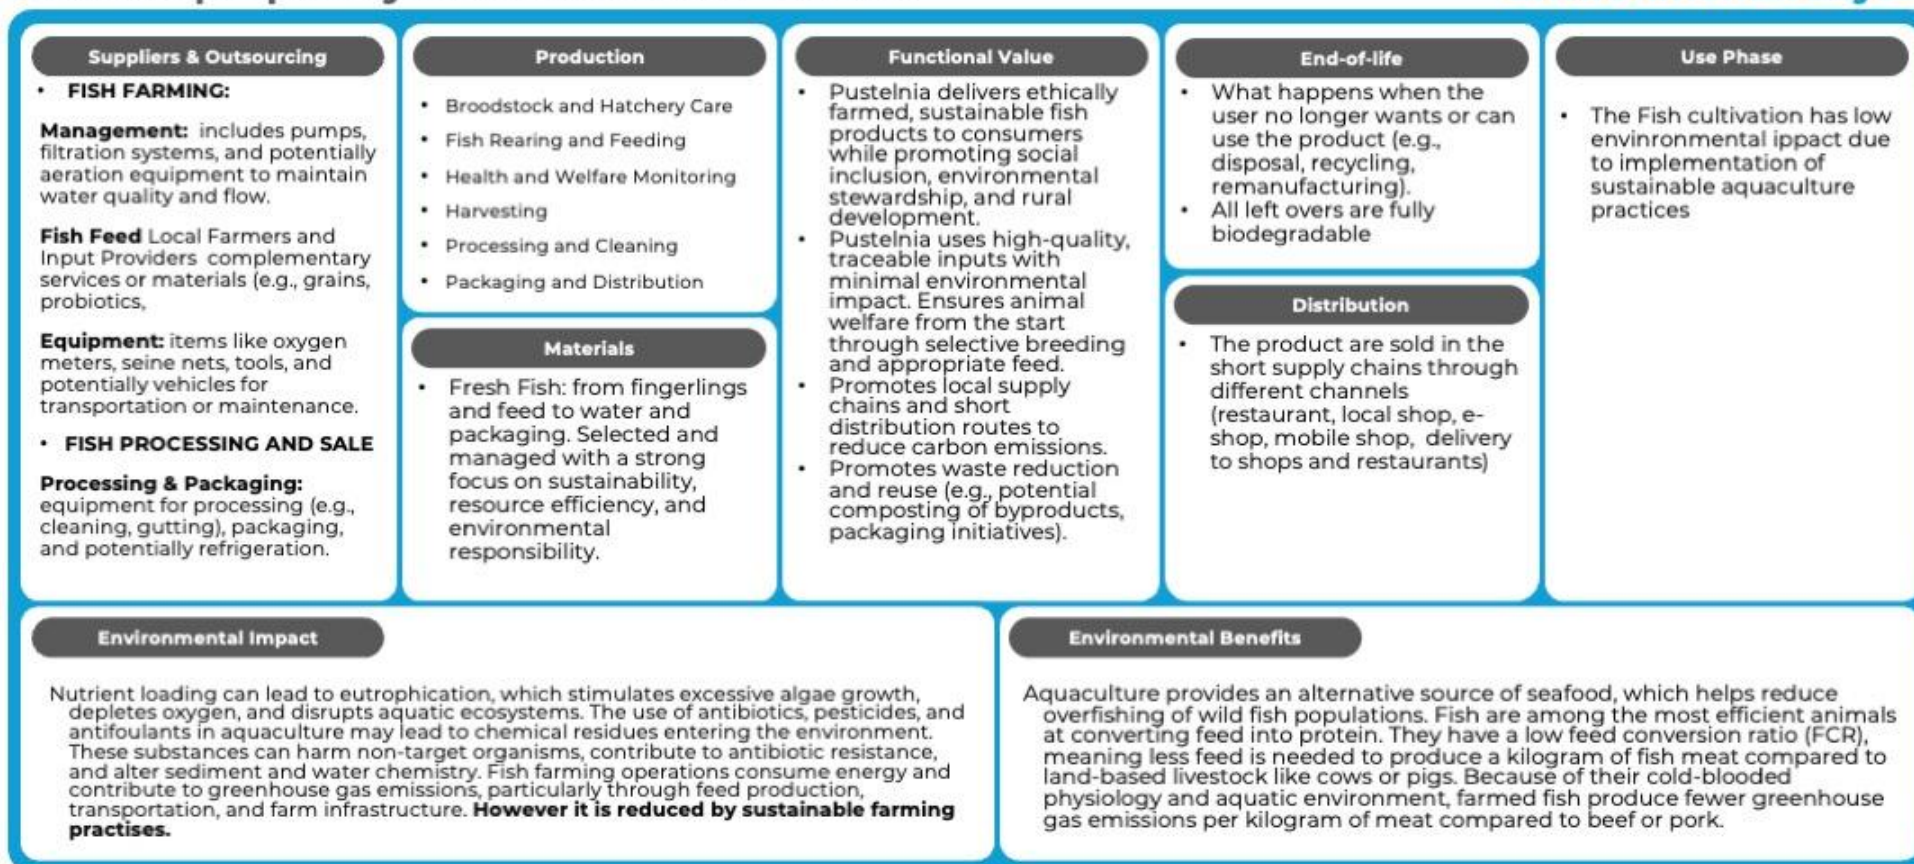 Suppliers & Outsourcing
• FISH FARMING:
Management: includes pumps,
filtration systems, and potentially
aeration equipment to maintain
water quality and flow.
Fish Feed Local Farmers and
Input Providers complementary
services or materials (e.g., grains,
probiotics,
Equipment: items like oxygen
meters, seine nets, tools, and
potentially vehicles for
transportation or maintenance.
• FISH PROCESSING AND SALE
Processing & Packaging:
equipment for processing (e.g.,
cleaning, gutting), packaging,
and potentially refrigeration.
Production
• Broodstock and Hatchery Care
• Fish Rearing and Feeding
• Health and Welfare Monitoring
• Harvesting
• Processing and Cleaning
• Packaging and Distribution
Materials
• Fresh Fish: from fingerlings
and feed to water and
packaging. Selected and
managed with a strong
focus on sustainability,
resource efficiency, and
environmental
responsibility.
Functional Value
• Pustelnia delivers ethically
farmed, sustainable fish
products to consumers
while promoting social
inclusion, environmental
stewardship, and rural
development.
• Pustelnia uses high-quality,
traceable inputs with
minimal environmental
impact. Ensures animal
welfare from the start
through selective breeding
and appropriate feed.
• Promotes local supply
chains and short
distribution routes to
reduce carbon emissions.
• Promotes waste reduction
and reuse (e.g., potential
composting of byproducts,
packaging initiatives).
End-of-life
• What happens when the
user no longer wants or can
use the product (e.g.,
disposal, recycling,
remanufacturing).
• All left overs are fully
biodegradable
Distribution
• The product are sold in the
short supply chains through
different channels
(restaurant, local shop, e-
shop, mobile shop, delivery
to shops and restaurants)
Use Phase
• The Fish cultivation has low
envinronmental ippact due
to implementation of
sustainable aquaculture
practices
Environmental Impact
Nutrient loading can lead to eutrophication, which stimulates excessive algae growth,
depletes oxygen, and disrupts aquatic ecosystems. The use of antibiotics, pesticides, and
antifoulants in aquaculture may lead to chemical residues entering the environment.
These substances can harm non-target organisms, contribute to antibiotic resistance,
and alter sediment and water chemistry. Fish farming operations consume energy and
contribute to greenhouse gas emissions, particularly through feed production,
transportation, and farm infrastructure. However it is reduced by sustainable farming
practises.
Environmental Benefits
Aquaculture provides an alternative source of seafood, which helps reduce
overfishing of wild fish populations. Fish are among the most efficient animals
at converting feed into protein. They have a low feed conversion ratio (FCR),
meaning less feed is needed to produce a kilogram of fish meat compared to
land-based livestock like cows or pigs. Because of their cold-blooded
physiology and aquatic environment, farmed fish produce fewer greenhouse
gas emissions per kilogram of meat compared to beef or pork.